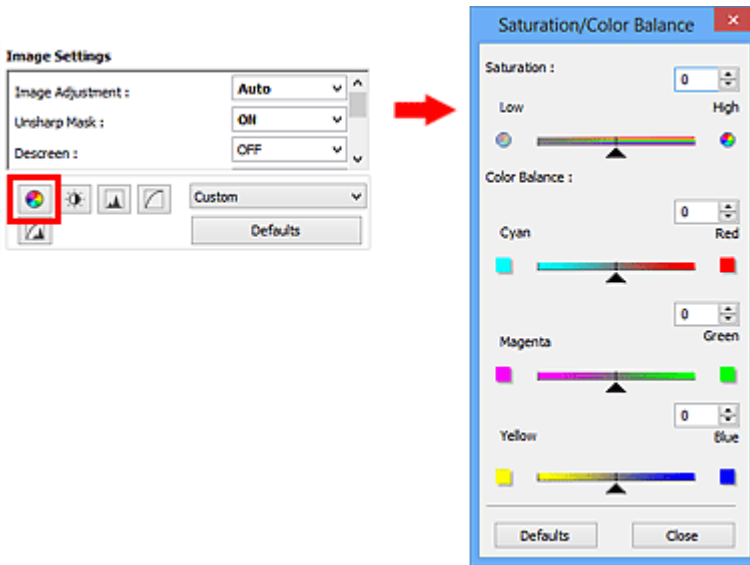 Image Settings
Image Adjustment : Auto
Unsharp Mask : ON
Descreen : OFF
Custom
Defaults
Saturation/Color Balance
Saturation :
0
Low High
Color Balance :
0
Cyan Red
0
Magenta Green
0
Yellow Blue
Defaults Close